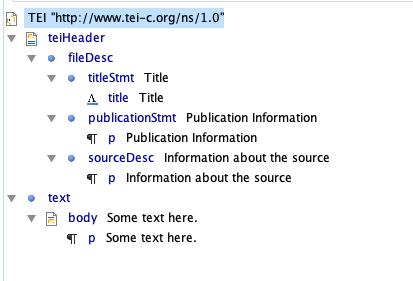 TEI "http://www.tei-c.org/ns/1.0"
teiHeader
fileDesc
titleStmt Title
title Title
publicationStmt Publication Information
p Publication Information
sourceDesc Information about the source
p Information about the source
text
body Some text here.
p Some text here.